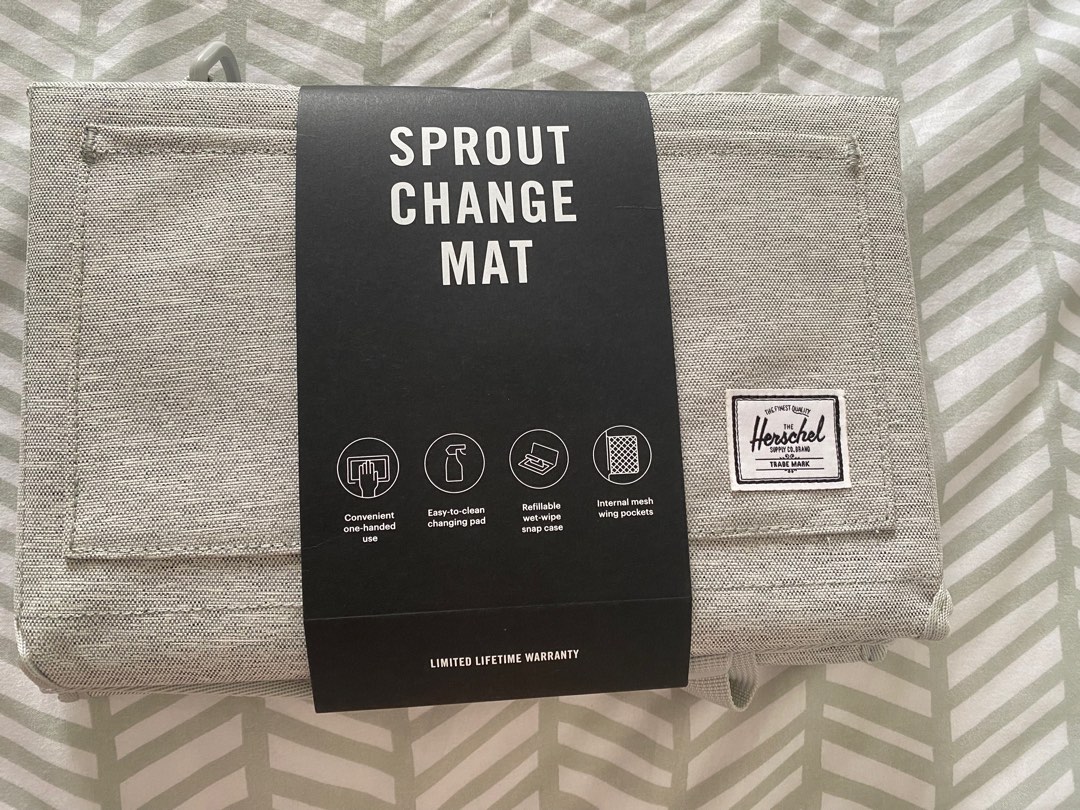 SPROUT
CHANGE
MAT
THE FINEST QUALITY
THE
Herschel
SUPPLY CO. BRAND
TRADE MARK
Convenient
one-handed
use
Easy-to-clean
changing pad
Refillable
wet-wipe
snap case
Internal mesh
wing pockets
LIMITED LIFETIME WARRANTY